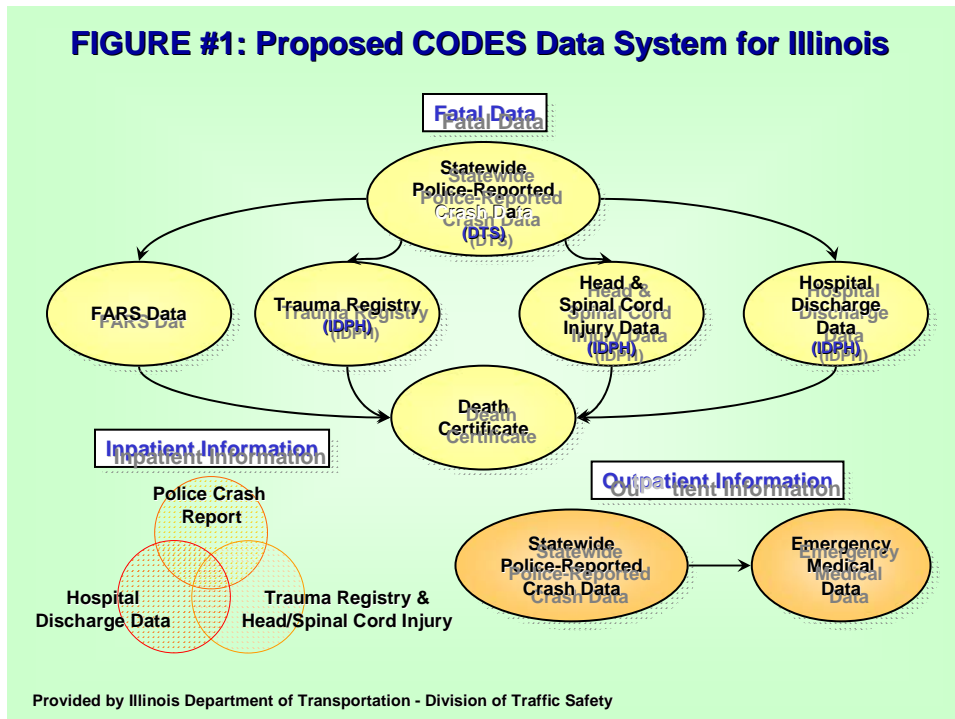 FIGURE #1: Proposed CODES Data System for Illinois
Fatal Data
Statewide
Police-Reported
Crash Data
(DTS)
FARS Data
Trauma Registry
(IDPH)
Head &
Spinal Cord
Injury Data
(IDPH)
Hospital
Discharge
Data
(IDPH)
Death
Certificate
Inpatient Information
Police Crash
Report
Hospital
Discharge Data
Trauma Registry &
Head/Spinal Cord Injury
Outpatient Information
Statewide
Police-Reported
Crash Data
Emergency
Medical
Data
Provided by Illinois Department of Transportation - Division of Traffic Safety